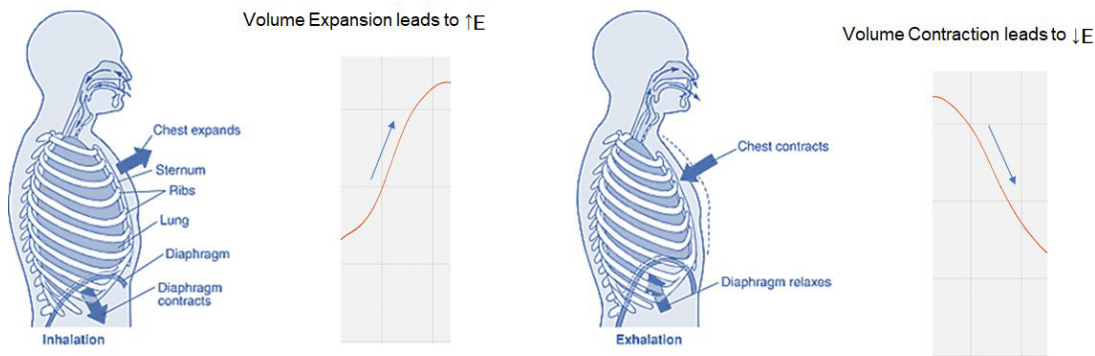 Volume Expansion leads to ↑E
Chest expands
Sternum
Ribs
Lung
Diaphragm
Diaphragm
contracts
Inhalation
Volume Contraction leads to ↓E
Chest contracts
Diaphragm relaxes
Exhalation